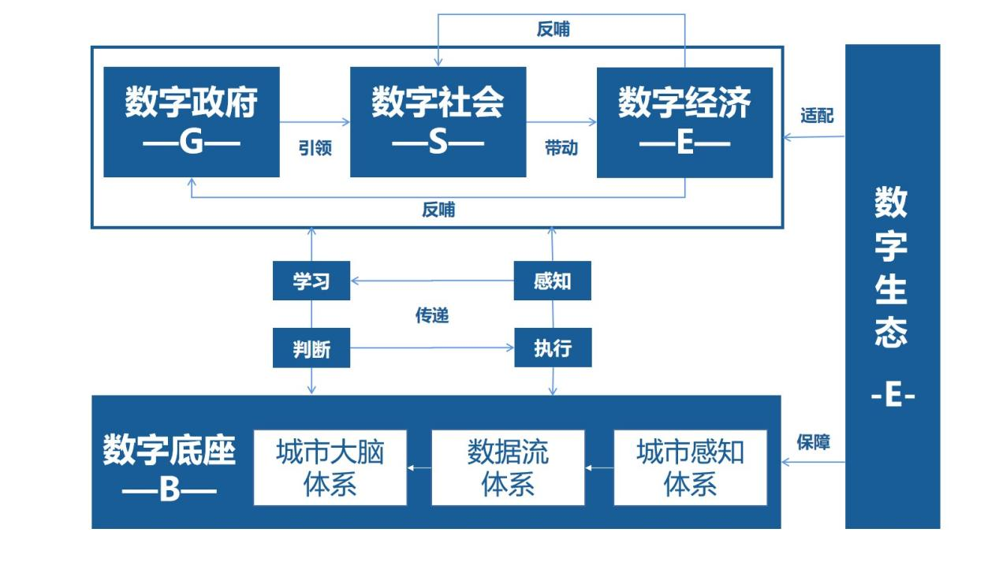 反哺
数字政府
—G—
引领
数字社会
—S—
带动
数字经济
—E—
反哺
适配
学习
感知
传递
判断
执行
数字生态
-E-
数字底座
—B—
城市大脑
体系
数据流
体系
城市感知
体系
保障